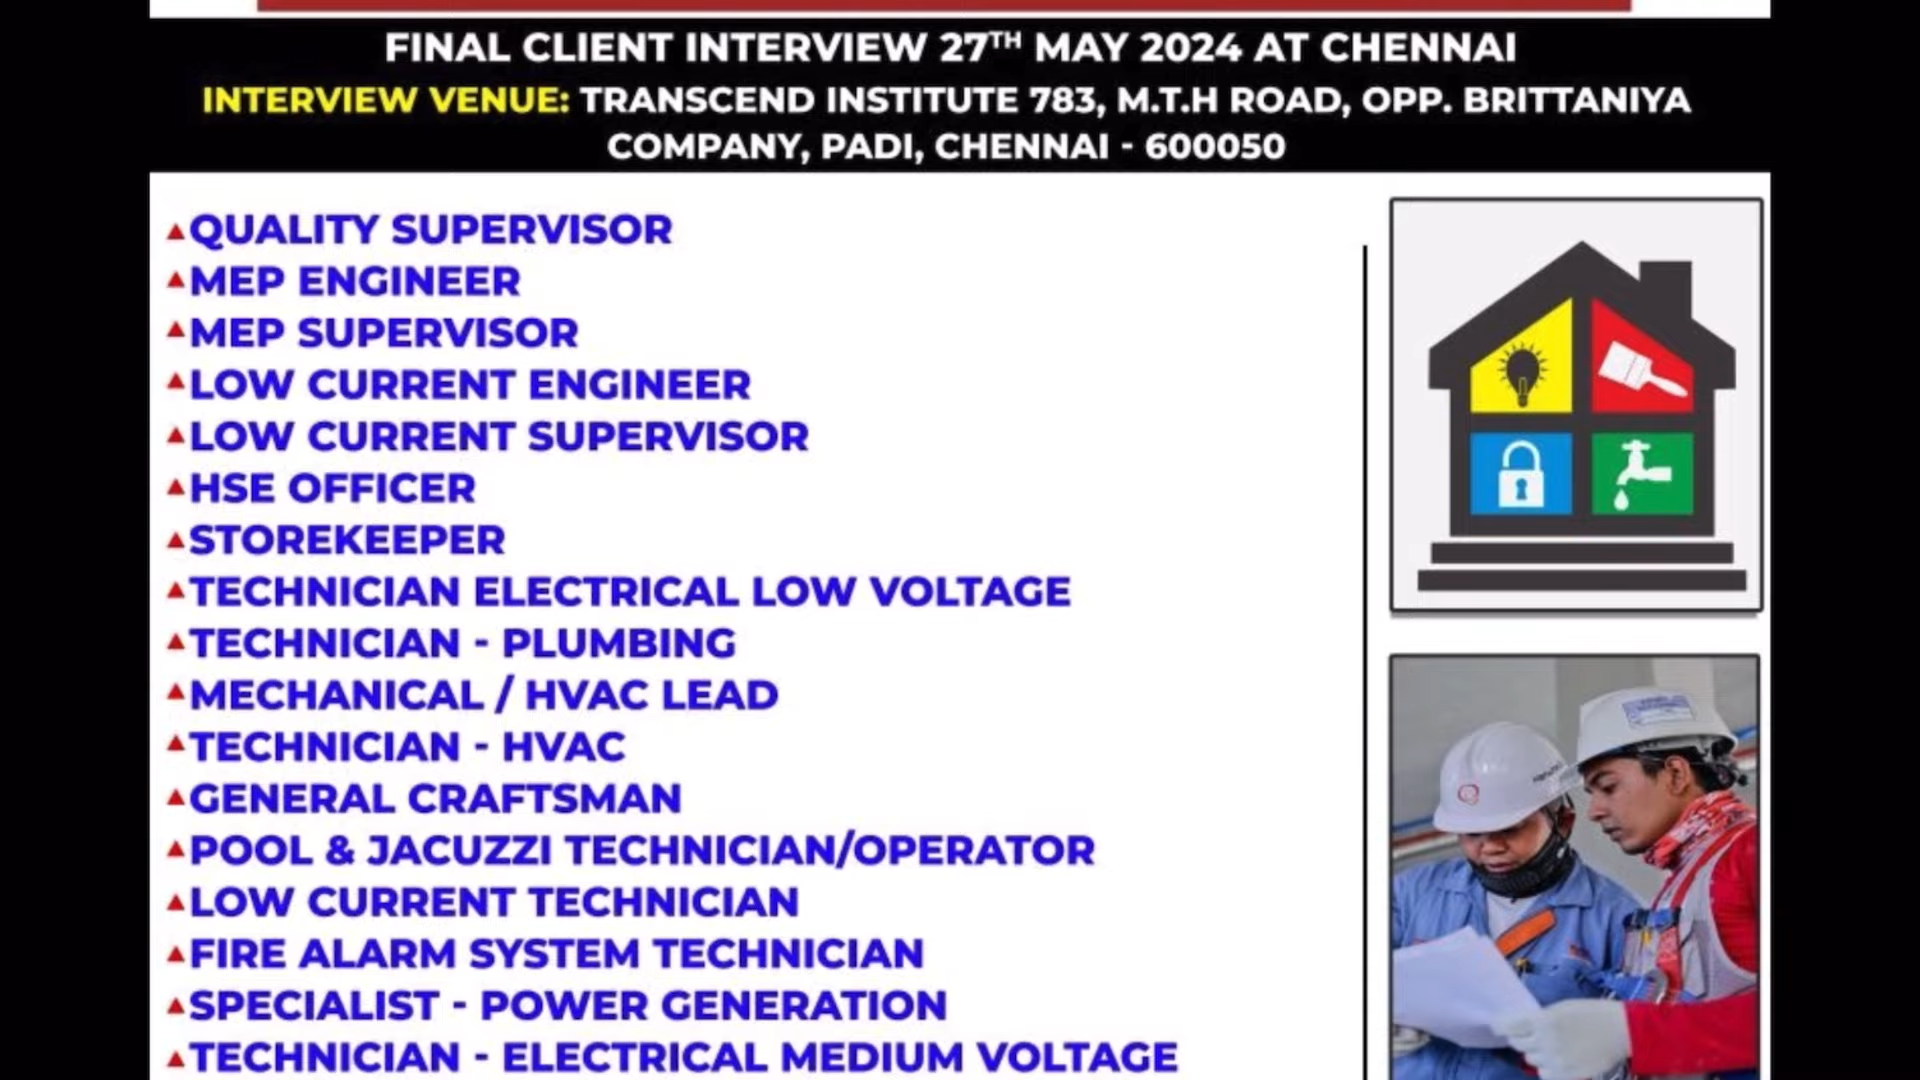 FINAL CLIENT INTERVIEW 27TH MAY 2024 AT CHENNAI
INTERVIEW VENUE: TRANSCEND INSTITUTE 783, M.T.H ROAD, OPP. BRITTANIYA
COMPANY, PADI, CHENNAI - 600050
QUALITY SUPERVISOR
MEP ENGINEER
MEP SUPERVISOR
LOW CURRENT ENGINEER
LOW CURRENT SUPERVISOR
HSE OFFICER
STOREKEEPER
TECHNICIAN ELECTRICAL LOW VOLTAGE
TECHNICIAN - PLUMBING
MECHANICAL / HVAC LEAD
TECHNICIAN - HVAC
GENERAL CRAFTSMAN
POOL & JACUZZI TECHNICIAN/OPERATOR
LOW CURRENT TECHNICIAN
FIRE ALARM SYSTEM TECHNICIAN
SPECIALIST - POWER GENERATION
TECHNICIAN - ELECTRICAL MEDIUM VOLTAGE